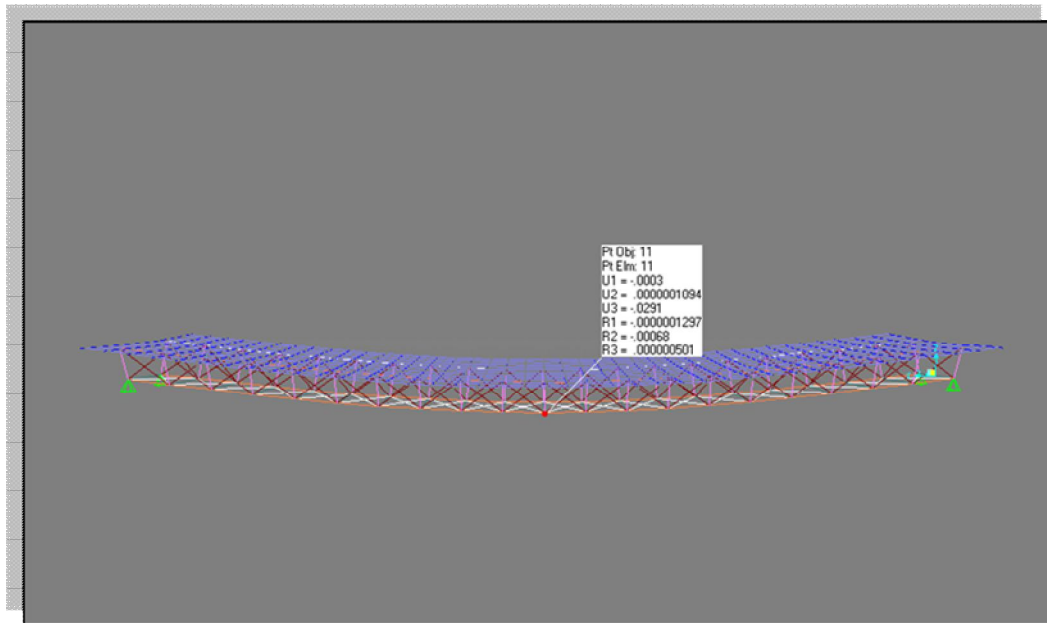 Pt Obj: 11
Pt Elm: 11
U1 = -.0003
U2 = .0000001094
U3 = -.0291
R1 = -.0000001297
R2 = -.00068
R3 = .000000501